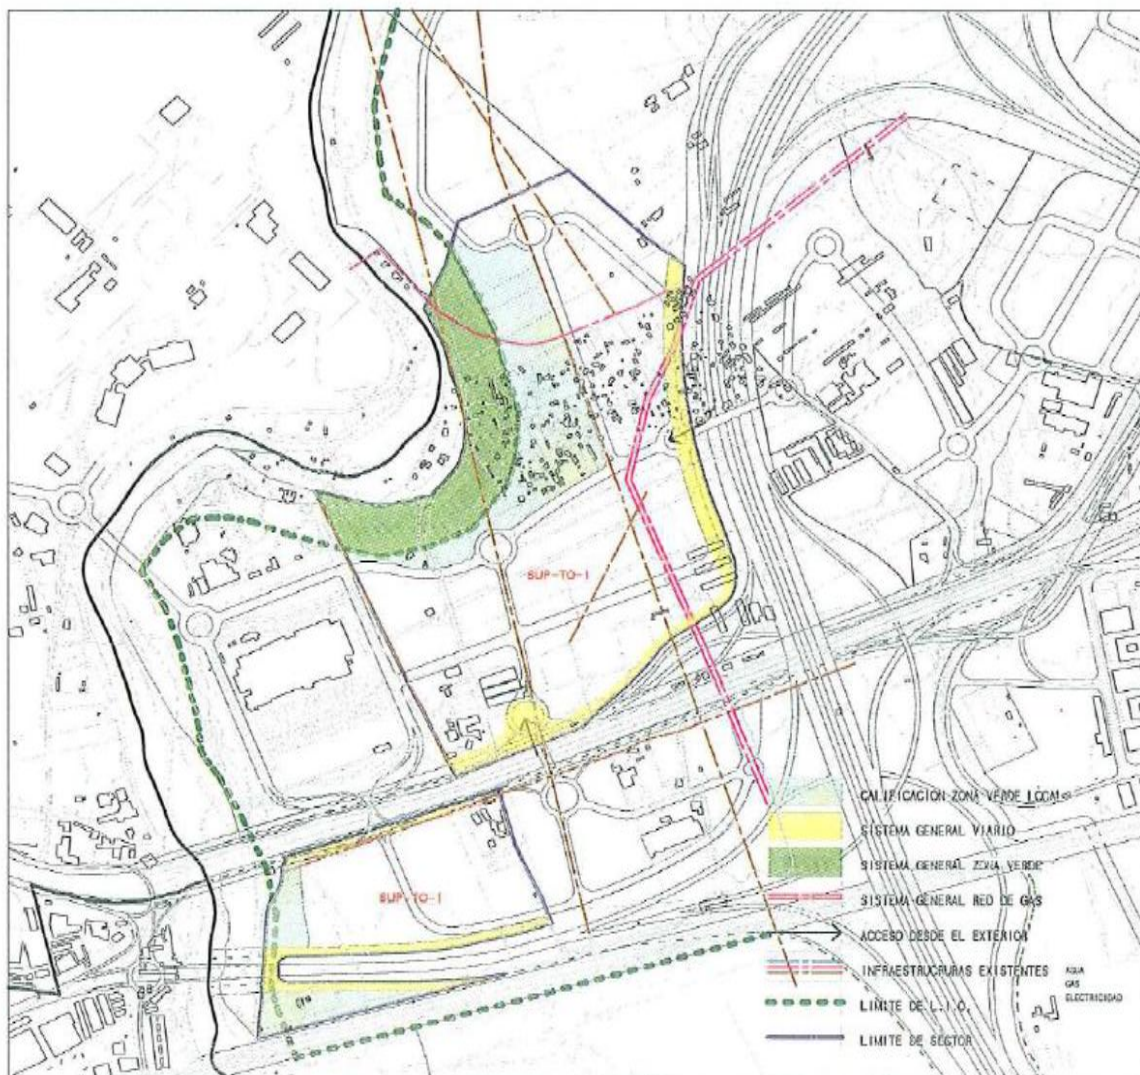 SUP-TO-1
SUP-TO-1
CALIFICACION ZONA VERDE LOCAL
SISTEMA GENERAL VIARIO
SISTEMA GENERAL ZONA VERDE
SISTEMA GENERAL RED DE GAS
ACCESO DESDE EL EXTERIOR
INFRAESTRUCRURAS EXISTENTES
AGUA
GAS
ELECTRICIDAD
LIMITE DE L.I.C.
LIMITE DE SECTOR